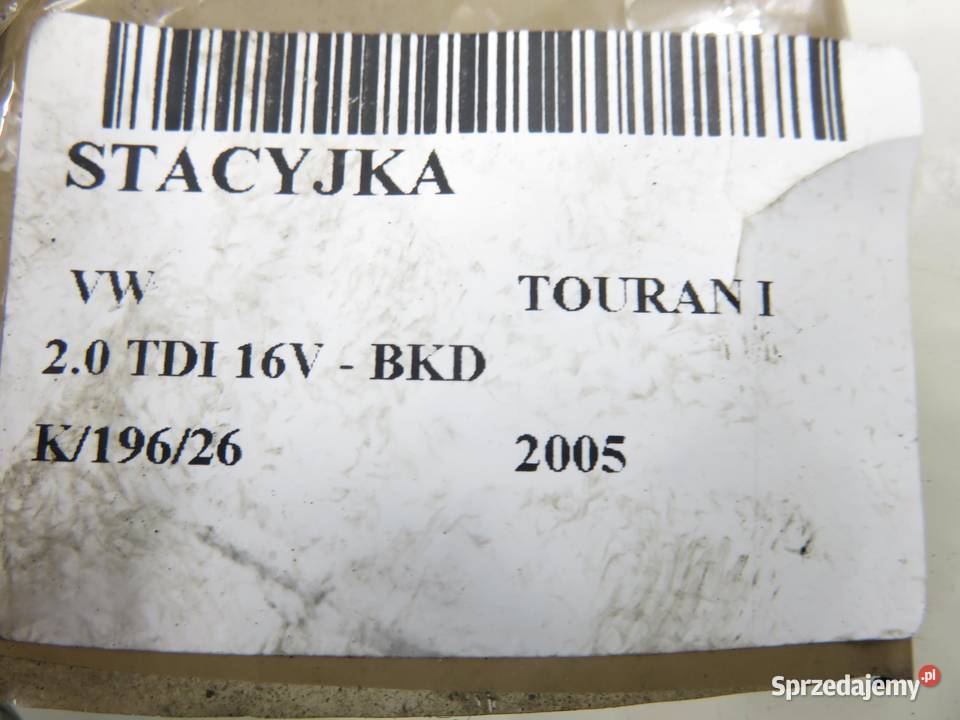 STACYJKA
VW TOURAN I
2.0 TDI 16V - BKD
K/196/26 2005
Sprzedajemy.pl